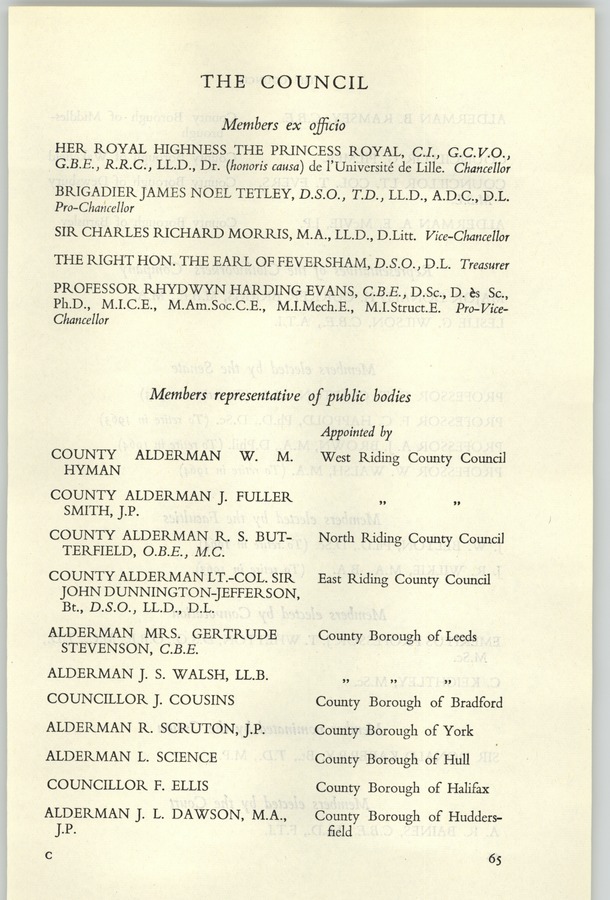 THE COUNCIL
Members ex officio
HER ROYAL HIGHNESS THE PRINCESS ROYAL, C.I., G.C.V.O.,
G.B.E., R.R.C., LL.D., Dr. (honoris causa) de l'Université de Lille. Chancellor
BRIGADIER JAMES NOEL TETLEY, D.S.O., T.D., LL.D., A.D.C., D.L.
Pro-Chancellor
SIR CHARLES RICHARD MORRIS, M.A., LL.D., D.Litt. Vice-Chancellor
THE RIGHT HON. THE EARL OF FEVERSHAM, D.S.O., D.L. Treasurer
PROFESSOR RHYDWYN HARDING EVANS, C.B.E., D.Sc., D. ès Sc.,
Ph.D., M.I.C.E., M.Am.Soc.C.E., M.I.Mech.E., M.I.Struct.E. Pro-Vice-
Chancellor
Members representative of public bodies
Appointed by
COUNTY ALDERMAN W. M. West Riding County Council
HYMAN
COUNTY ALDERMAN J. FULLER
SMITH, J.P. „ „
COUNTY ALDERMAN R. S. BUT- North Riding County Council
TERFIELD, O.B.E., M.C.
COUNTY ALDERMAN LT.-COL. SIR East Riding County Council
JOHN DUNNINGTON-JEFFERSON,
Bt., D.S.O., LL.D., D.L.
ALDERMAN MRS. GERTRUDE County Borough of Leeds
STEVENSON, C.B.E.
ALDERMAN J. S. WALSH, LL.B. „ „ „
COUNCILLOR J. COUSINS County Borough of Bradford
ALDERMAN R. SCRUTON, J.P. County Borough of York
ALDERMAN L. SCIENCE County Borough of Hull
COUNCILLOR F. ELLIS County Borough of Halifax
ALDERMAN J. L. DAWSON, M.A., County Borough of Hudders-
J.P. field
C 65